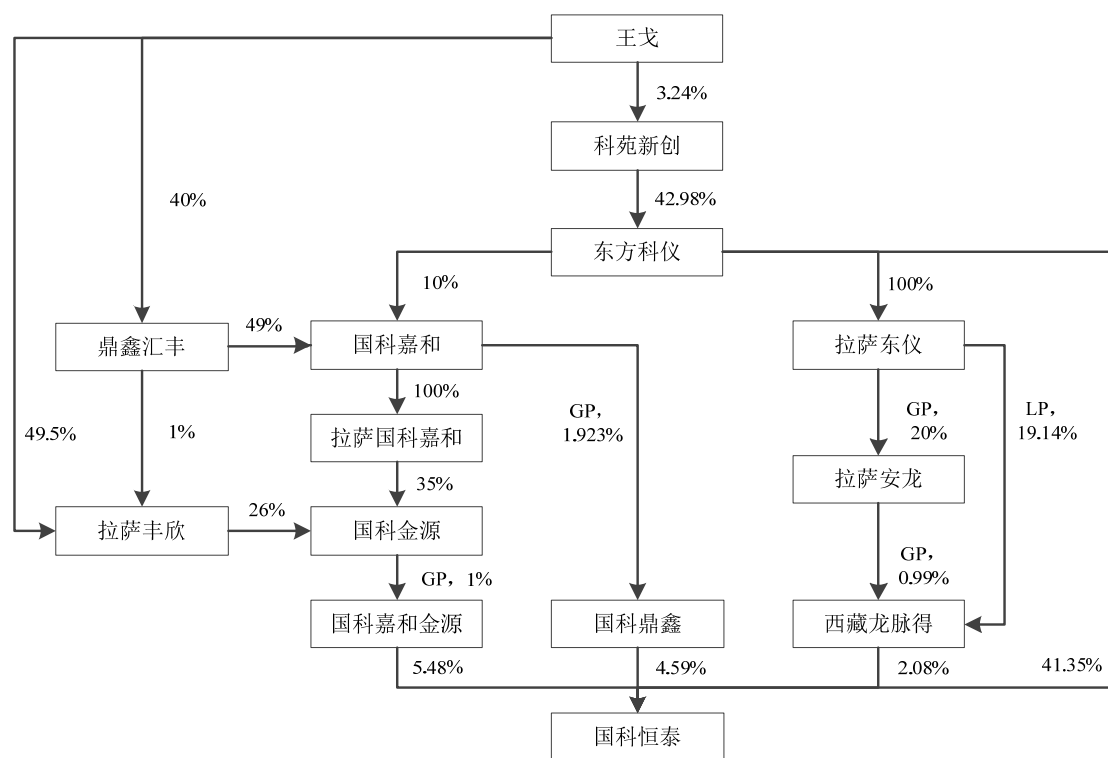 王戈
3.24%
科苑新创
40%
42.98%
东方科仪
10%
100%
鼎鑫汇丰
49%
国科嘉和
拉萨东仪
100%
GP，
1.923%
GP，
20%
LP，
19.14%
49.5%
1%
拉萨国科嘉和
35%
拉萨安龙
拉萨丰欣
26%
国科金源
GP，1%
GP，
0.99%
国科嘉和金源
国科鼎鑫
西藏龙脉得
5.48%
4.59%
2.08%
41.35%
国科恒泰